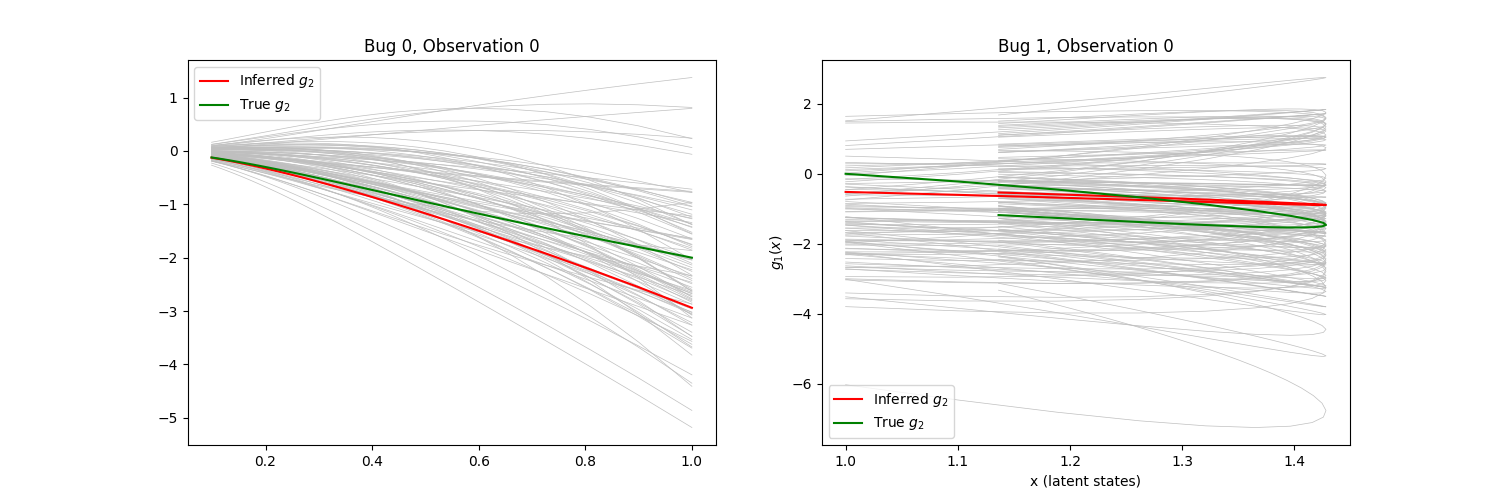 Bug 0, Observation 0
Inferred g₂
True g₂
1
0
−1
−2
−3
−4
−5
0.2 0.4 0.6 0.8 1.0
Bug 1, Observation 0
g₁(x)
2
0
−2
−4
−6
Inferred g₂
True g₂
1.0 1.1 1.2 1.3 1.4
x (latent states)